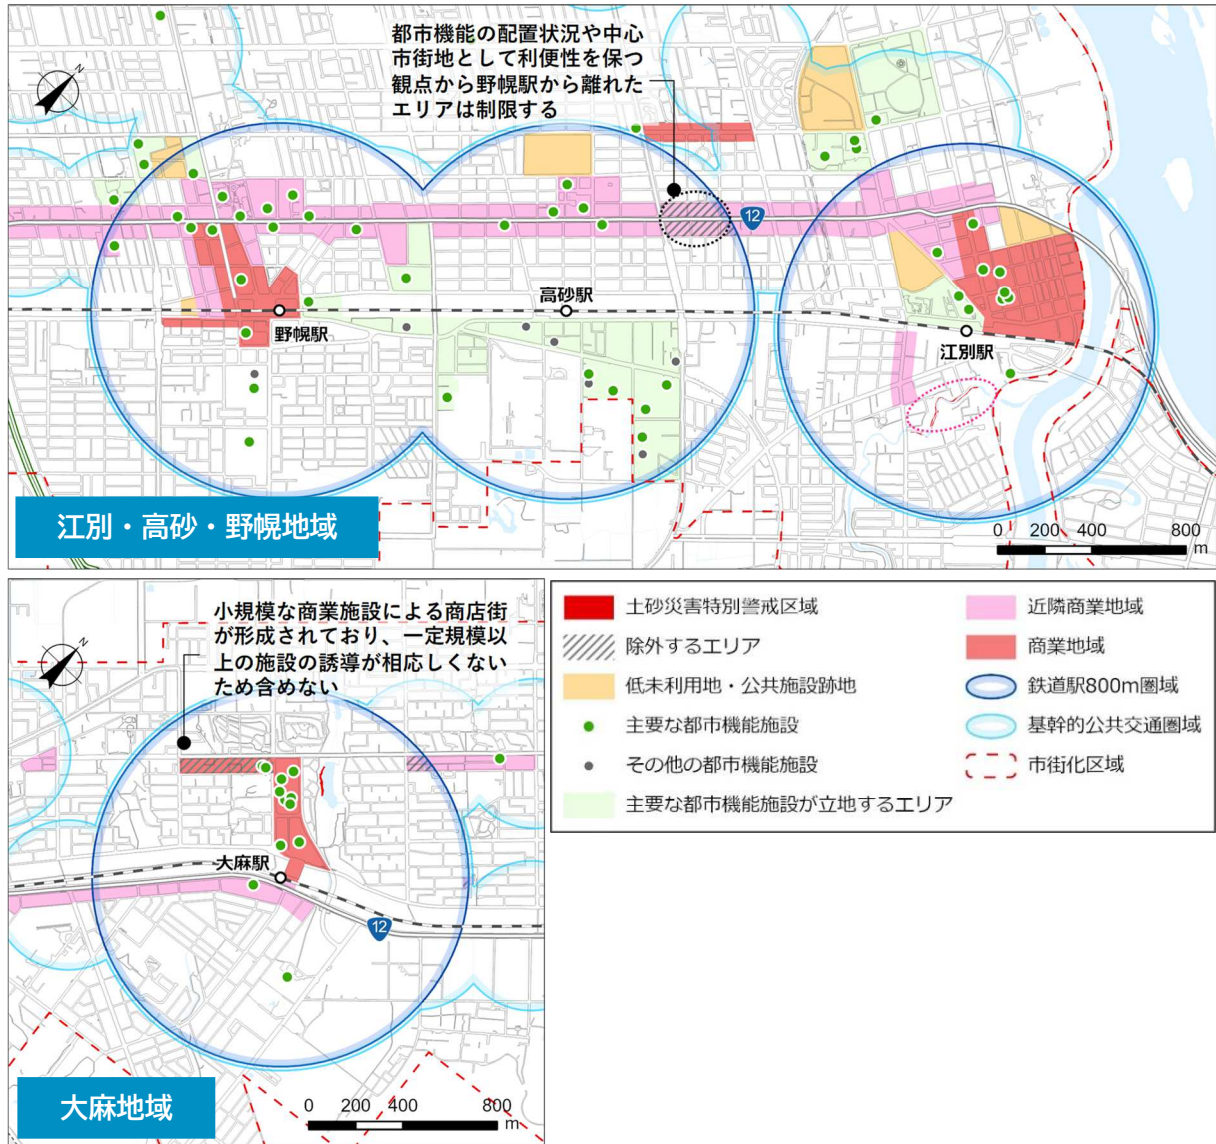 都市機能の配置状況や中心
市街地として利便性を保つ
観点から野幌駅から離れた
エリアは制限する
N
12
高砂駅
野幌駅
江別駅
江別・高砂・野幌地域
0 200 400 800
m
小規模な商業施設による商店街
が形成されており、一定規模以
上の施設の誘導が相応しくない
ため含めない
N
大麻駅
12
大麻地域
0 200 400 800
m
土砂災害特別警戒区域
除外するエリア
低未利用地・公共施設跡地
主要な都市機能施設
その他の都市機能施設
主要な都市機能施設が立地するエリア
近隣商業地域
商業地域
鉄道駅800m圏域
基幹的公共交通圏域
市街化区域